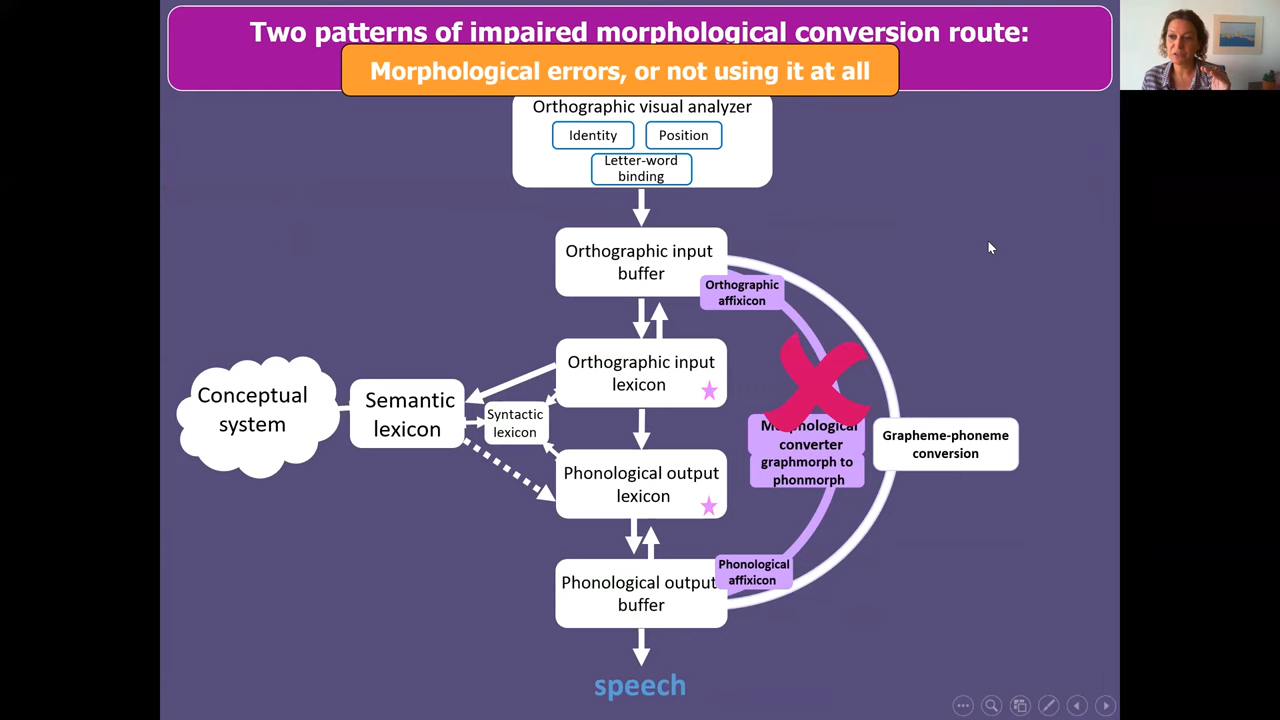 Two patterns of impaired morphological conversion route:
Morphological errors, or not using it at all
Orthographic visual analyzer
Identity
Position
Letter-word
binding
Orthographic input
buffer
Orthographic
affixicon
Orthographic input
lexicon
Conceptual
system
Semantic
lexicon
Syntactic
lexicon
Morphological
converter
graphmorph to
phonmorph
Grapheme-phoneme
conversion
Phonological output
lexicon
Phonological output
buffer
Phonological
affixicon
speech